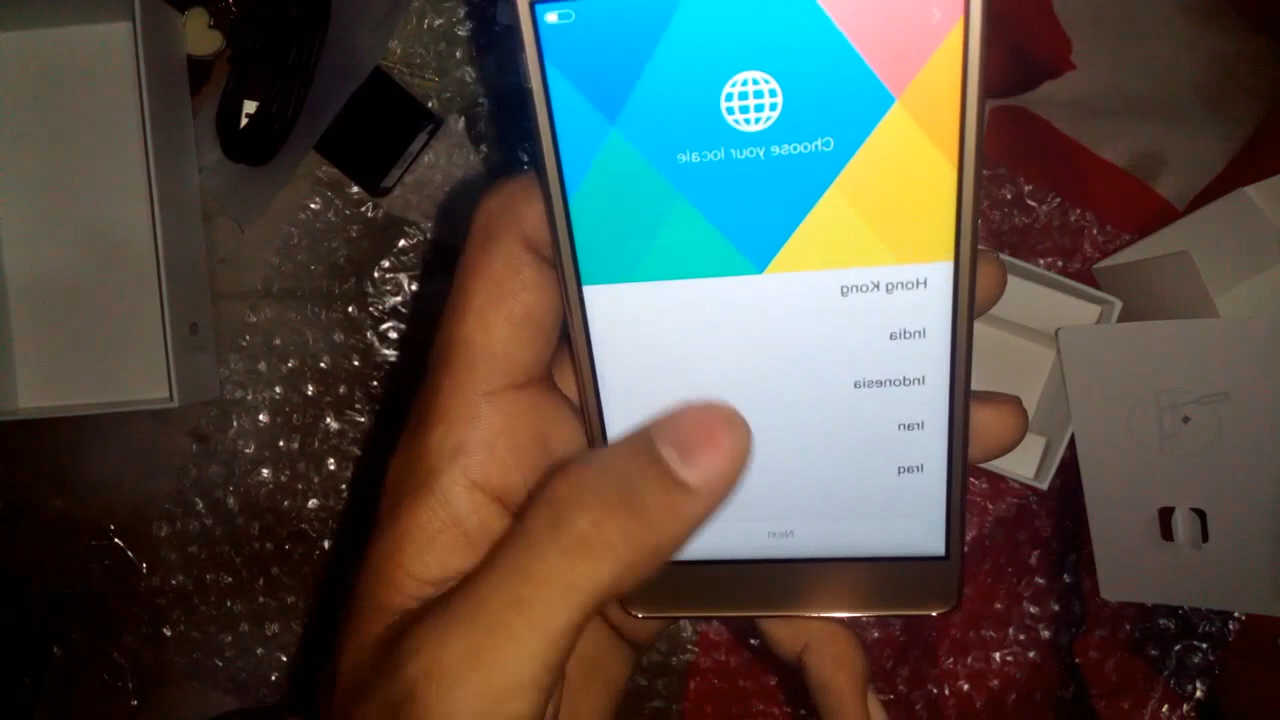 Choose your locale
Hong Kong
India
Indonesia
Iran
Iraq
Next